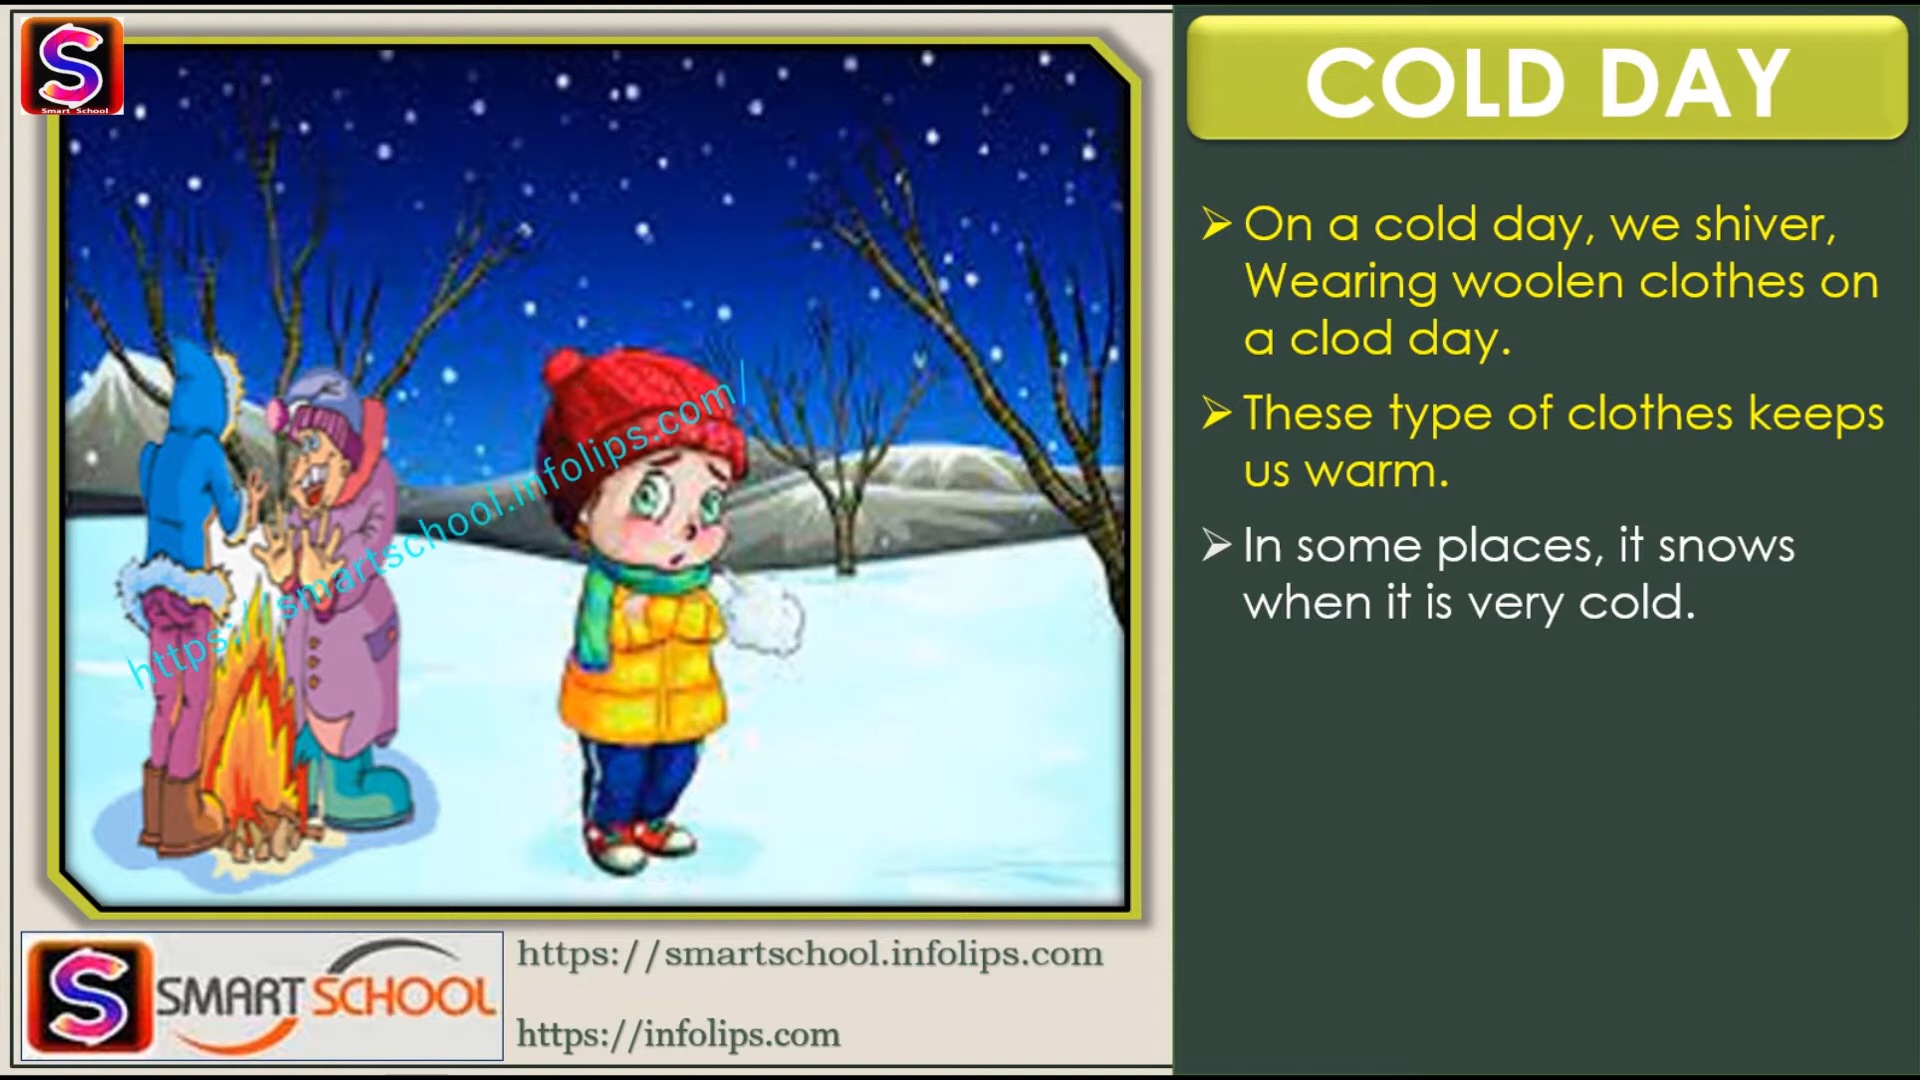 S
Smart School
COLD DAY
➢ On a cold day, we shiver,
Wearing woolen clothes on
a clod day.
➢ These type of clothes keeps
us warm.
➢ In some places, it snows
when it is very cold.
https://smartschool.infolips.com/
S SMART SCHOOL
https://smartschool.infolips.com
https://infolips.com